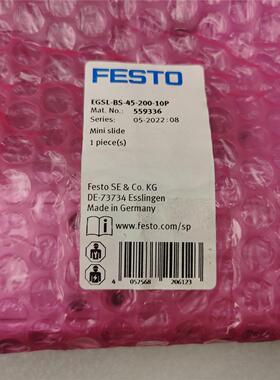 FESTO
EGSL-BS-45-200-10P
Mat. No.: 559336
Series: 05-2022:08
Mini slide
1 piece(s)
Festo SE & Co. KG
DE-73734 Esslingen
Made in Germany
www.festo.com/sp
4 052568 206123